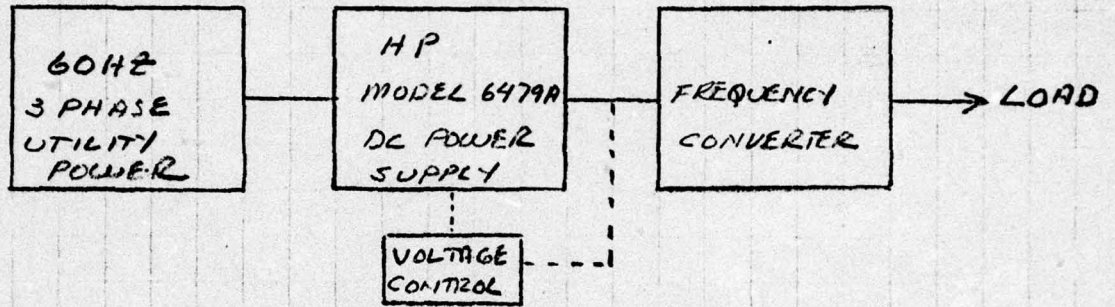 60HZ
3 PHASE
UTILITY
POWER
HP
MODEL 6479A
DC POWER
SUPPLY
FREQUENCY
CONVERTER
LOAD
VOLTAGE
CONTROL